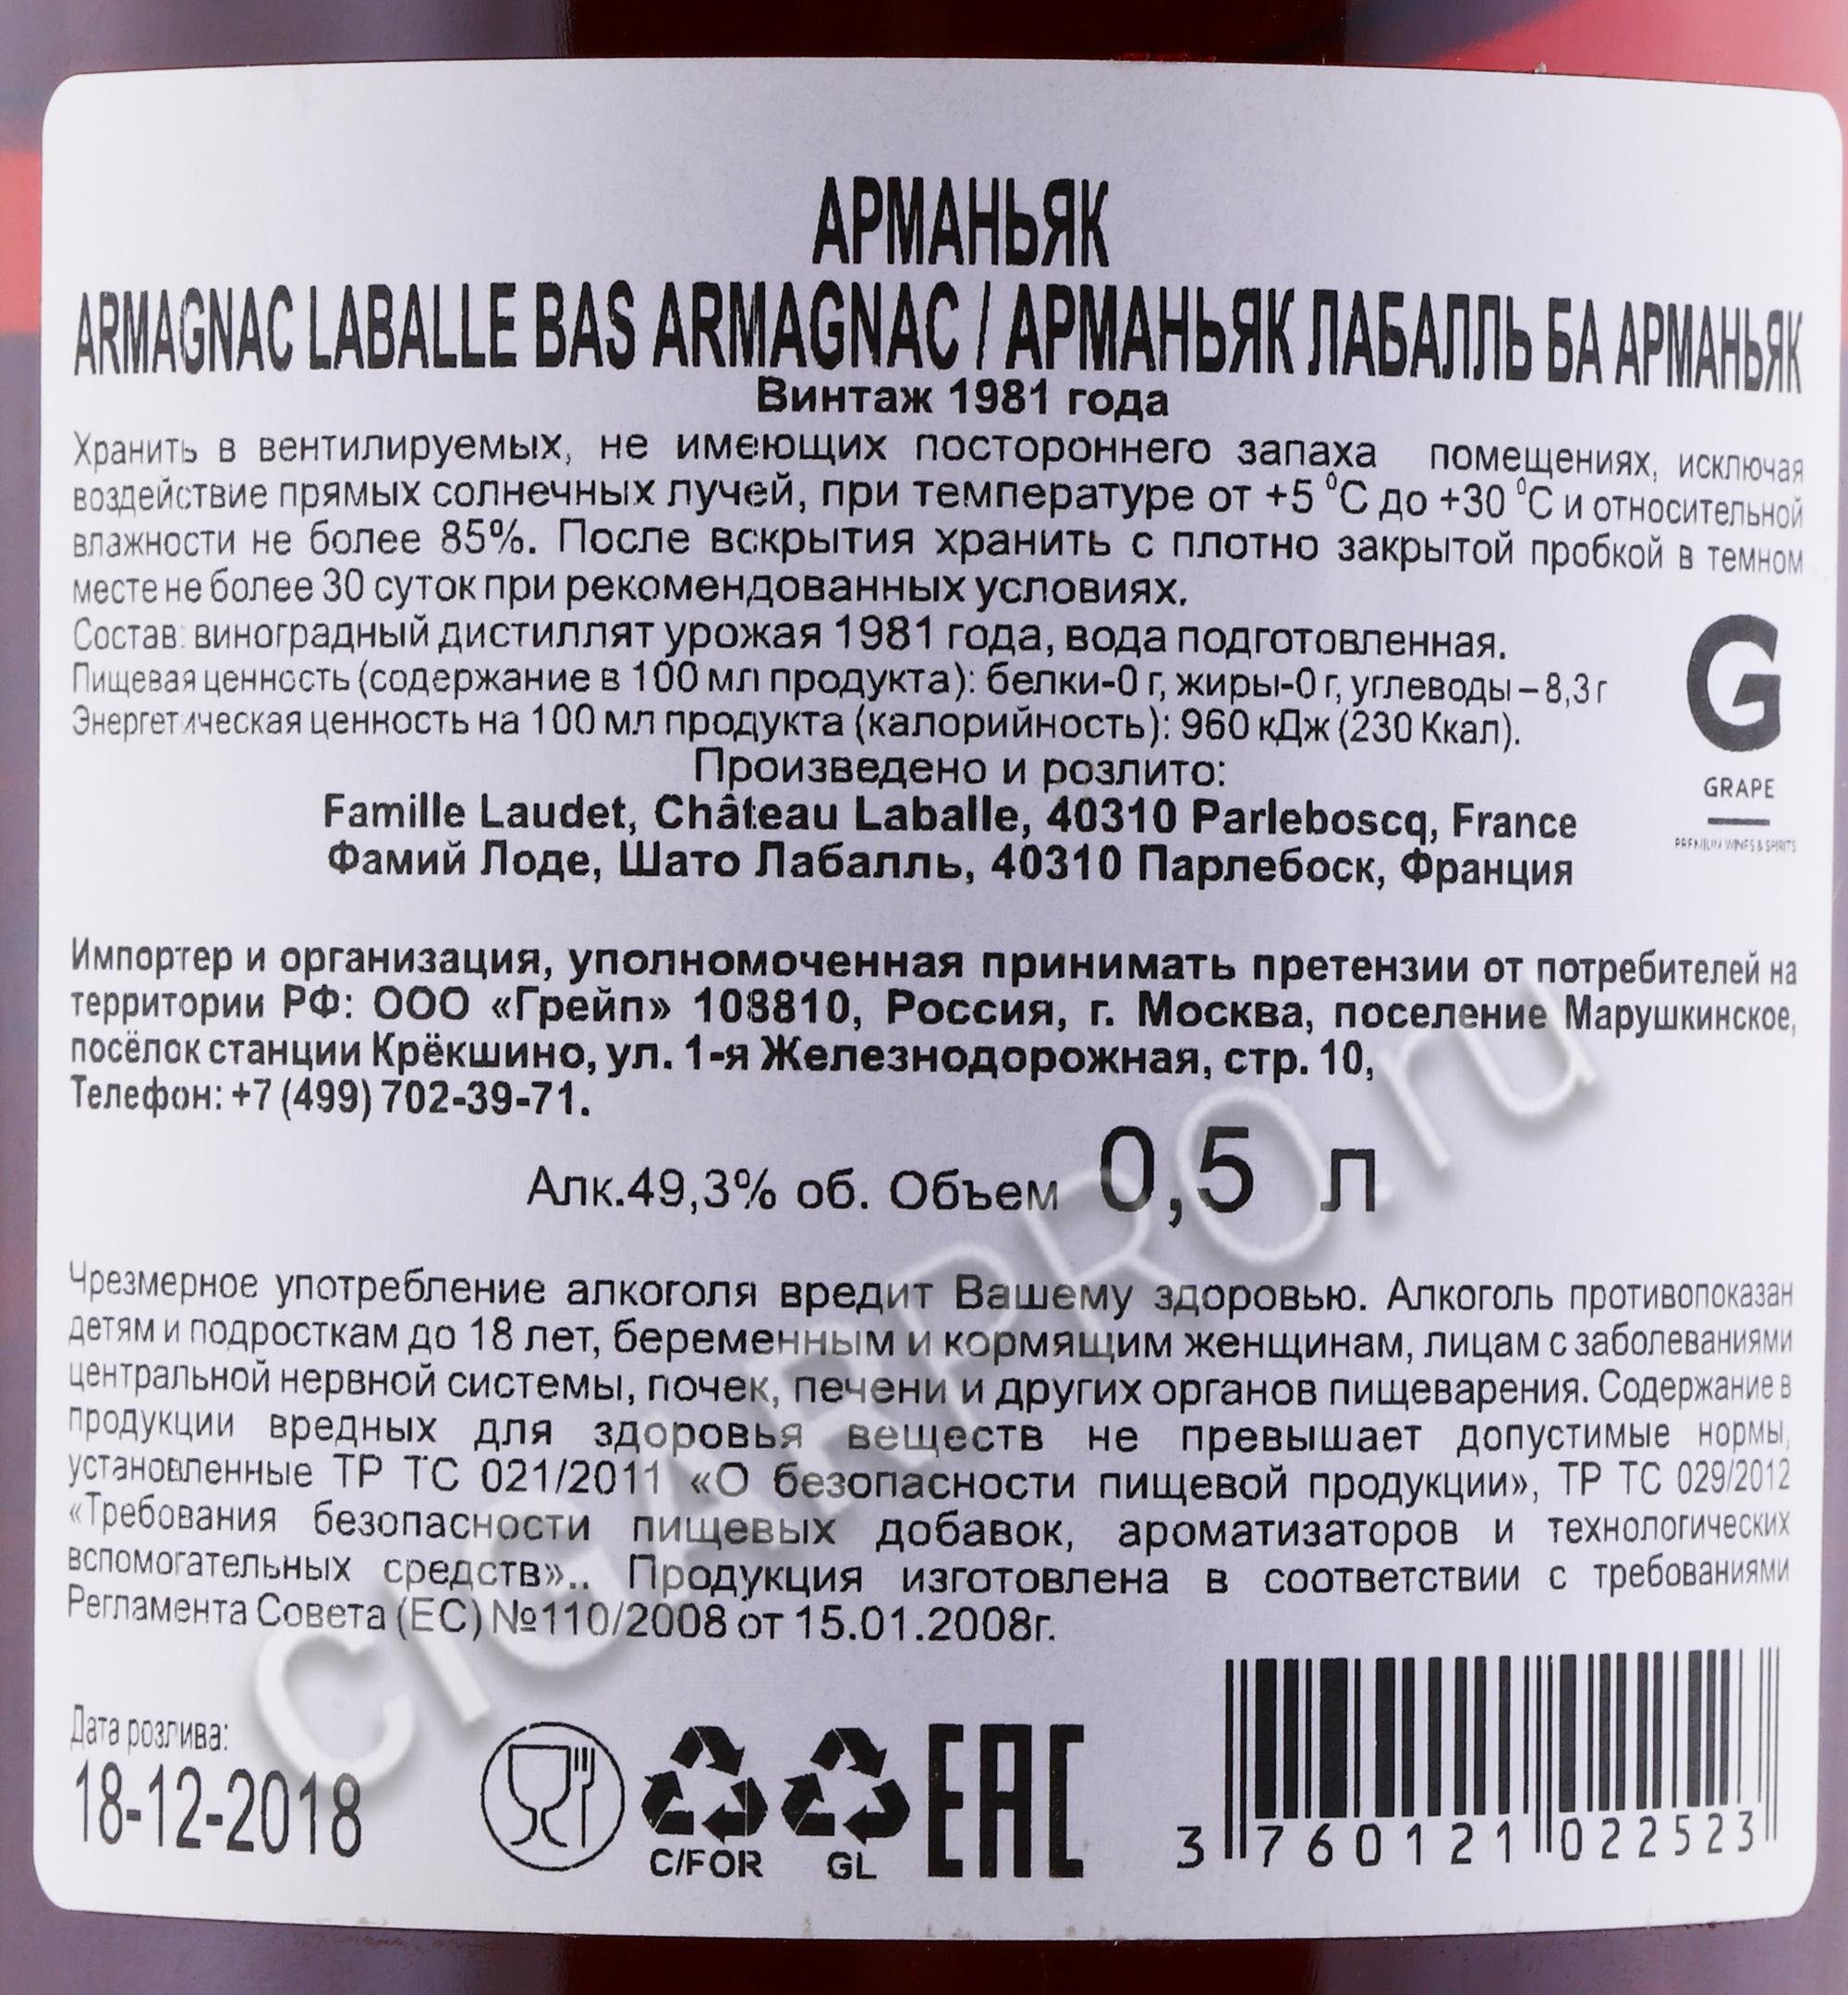 АРМАНЬЯК
ARMAGNAC LABALLE BAS ARMAGNAC / АРМАНЬЯК ЛАБАЛЛЬ БА АРМАНЬЯК
Винтаж 1981 года
Хранить в вентилируемых, не имеющих постороннего запаха помещениях, исключая
воздействие прямых солнечных лучей, при температуре от +5 °С до +30 °С и относительной
влажности не более 85%. После вскрытия хранить с плотно закрытой пробкой в темном
месте не более 30 суток при рекомендованных условиях.
Состав: виноградный дистиллят урожая 1981 года, вода подготовленная.
Пищевая ценность (содержание в 100 мл продукта): белки-0 г, жиры-0 г, углеводы – 8,3 г
Энергетическая ценность на 100 мл продукта (калорийность): 960 кДж (230 Ккал).
G
GRAPE
PREMIUM WINES & SPIRITS
Произведено и розлито:
Famille Laudet, Château Laballe, 40310 Parleboscq, France
Фамий Лоде, Шато Лабалль, 40310 Парлебоск, Франция
Импортер и организация, уполномоченная принимать претензии от потребителей на
территории РФ: ООО «Грейп» 108810, Россия, г. Москва, поселение Марушкинское,
посёлок станции Крёкшино, ул. 1-я Железнодорожная, стр. 10,
Телефон: +7 (499) 702-39-71.
Алк.49,3% об. Объем 0,5 л
Чрезмерное употребление алкоголя вредит Вашему здоровью. Алкоголь противопоказан
детям и подросткам до 18 лет, беременным и кормящим женщинам, лицам с заболеваниями
центральной нервной системы, почек, печени и других органов пищеварения. Содержание в
продукции вредных для здоровья веществ не превышает допустимые нормы,
установленные ТР ТС 021/2011 «О безопасности пищевой продукции», ТР ТС 029/2012
«Требования безопасности пищевых добавок, ароматизаторов и технологических
вспомогательных средств».. Продукция изготовлена в соответствии с требованиями
Регламента Совета (ЕС) №110/2008 от 15.01.2008г.
Дата розлива:
18-12-2018
C/FOR
GL
EAC
3 760121 022523
CIGARPRO.ru